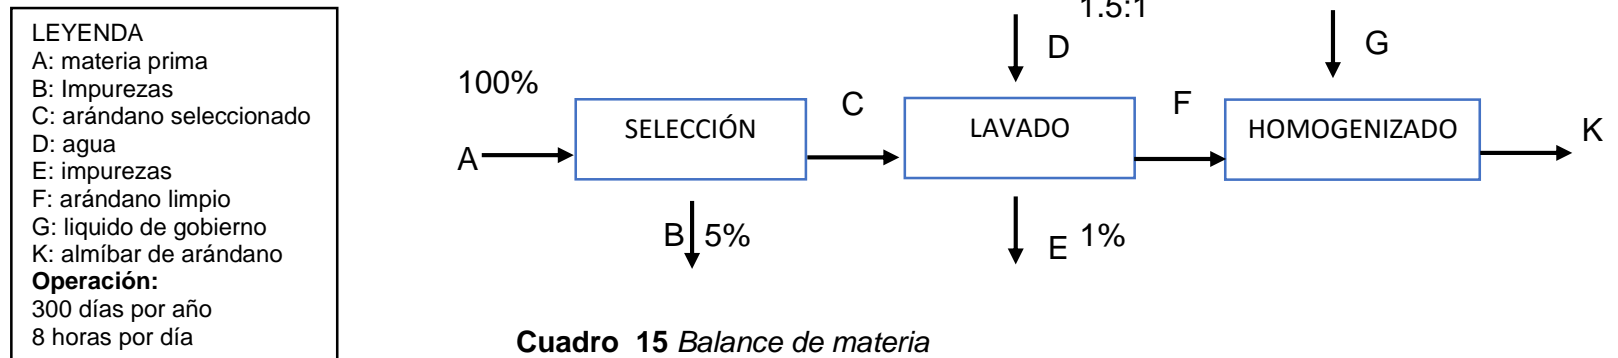 LEYENDA
A: materia prima
B: Impurezas
C: arándano seleccionado
D: agua
E: impurezas
F: arándano limpio
G: liquido de gobierno
K: almíbar de arándano
Operación:
300 días por año
8 horas por día
1.5:1
D
G
100%
C
F
SELECCIÓN
LAVADO
HOMOGENIZADO
K
A
B 5%
E 1%
Cuadro 15 Balance de materia